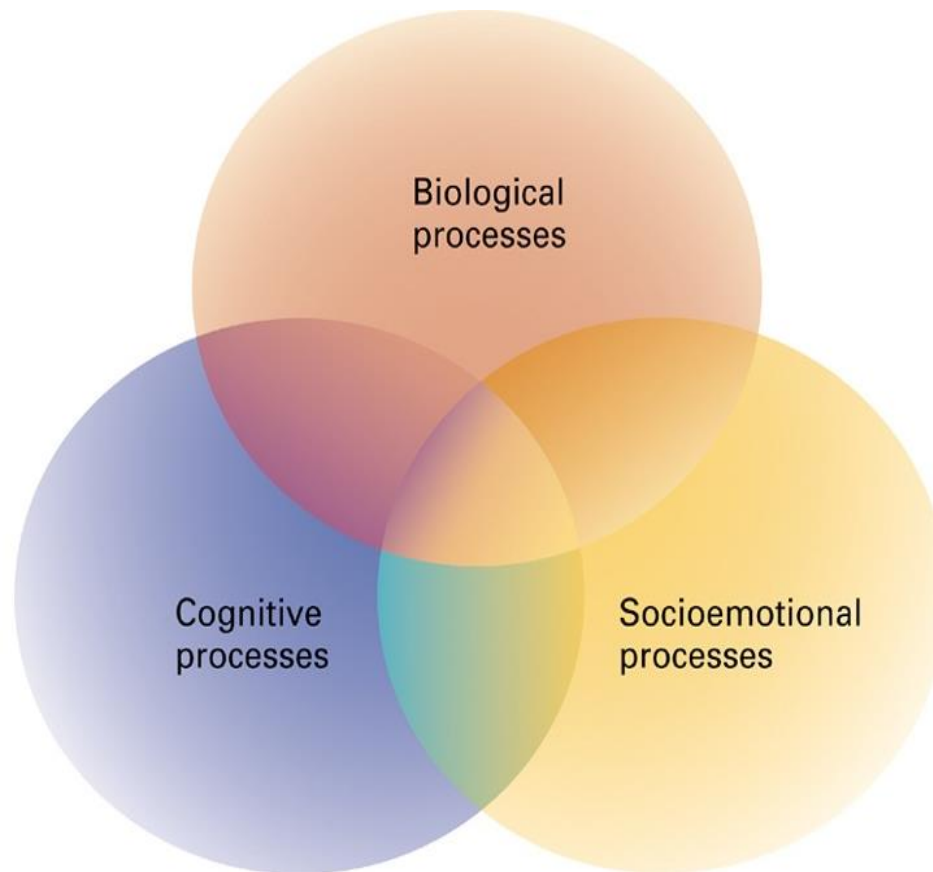 Biological
processes
Cognitive
processes
Socioemotional
processes